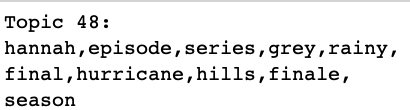 Topic 48:
hannah,episode,series,grey,rainy,
final,hurricane,hills,finale,
season